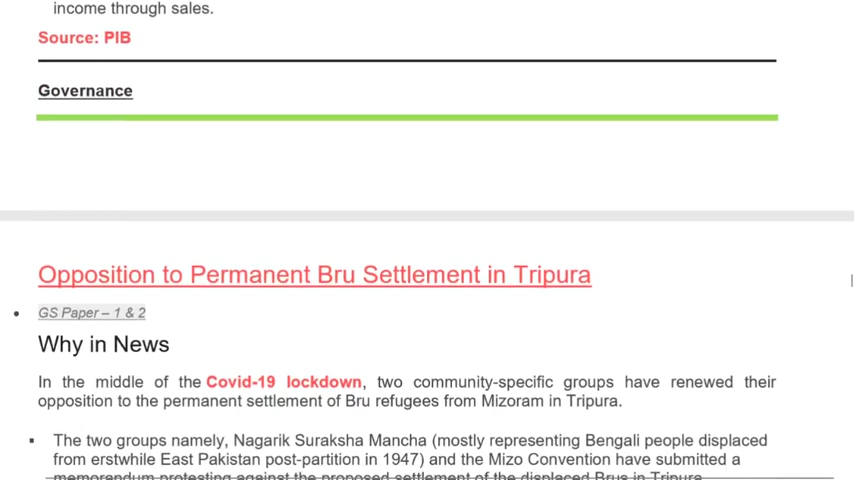 income through sales.
Source: PIB
Governance
Opposition to Permanent Bru Settlement in Tripura
• GS Paper – 1 & 2
Why in News
In the middle of the Covid-19 lockdown, two community-specific groups have renewed their
opposition to the permanent settlement of Bru refugees from Mizoram in Tripura.
▪ The two groups namely, Nagarik Suraksha Mancha (mostly representing Bengali people displaced
from erstwhile East Pakistan post-partition in 1947) and the Mizo Convention have submitted a
memorandum protesting against the proposed settlement of the displaced Brus in Tripura.